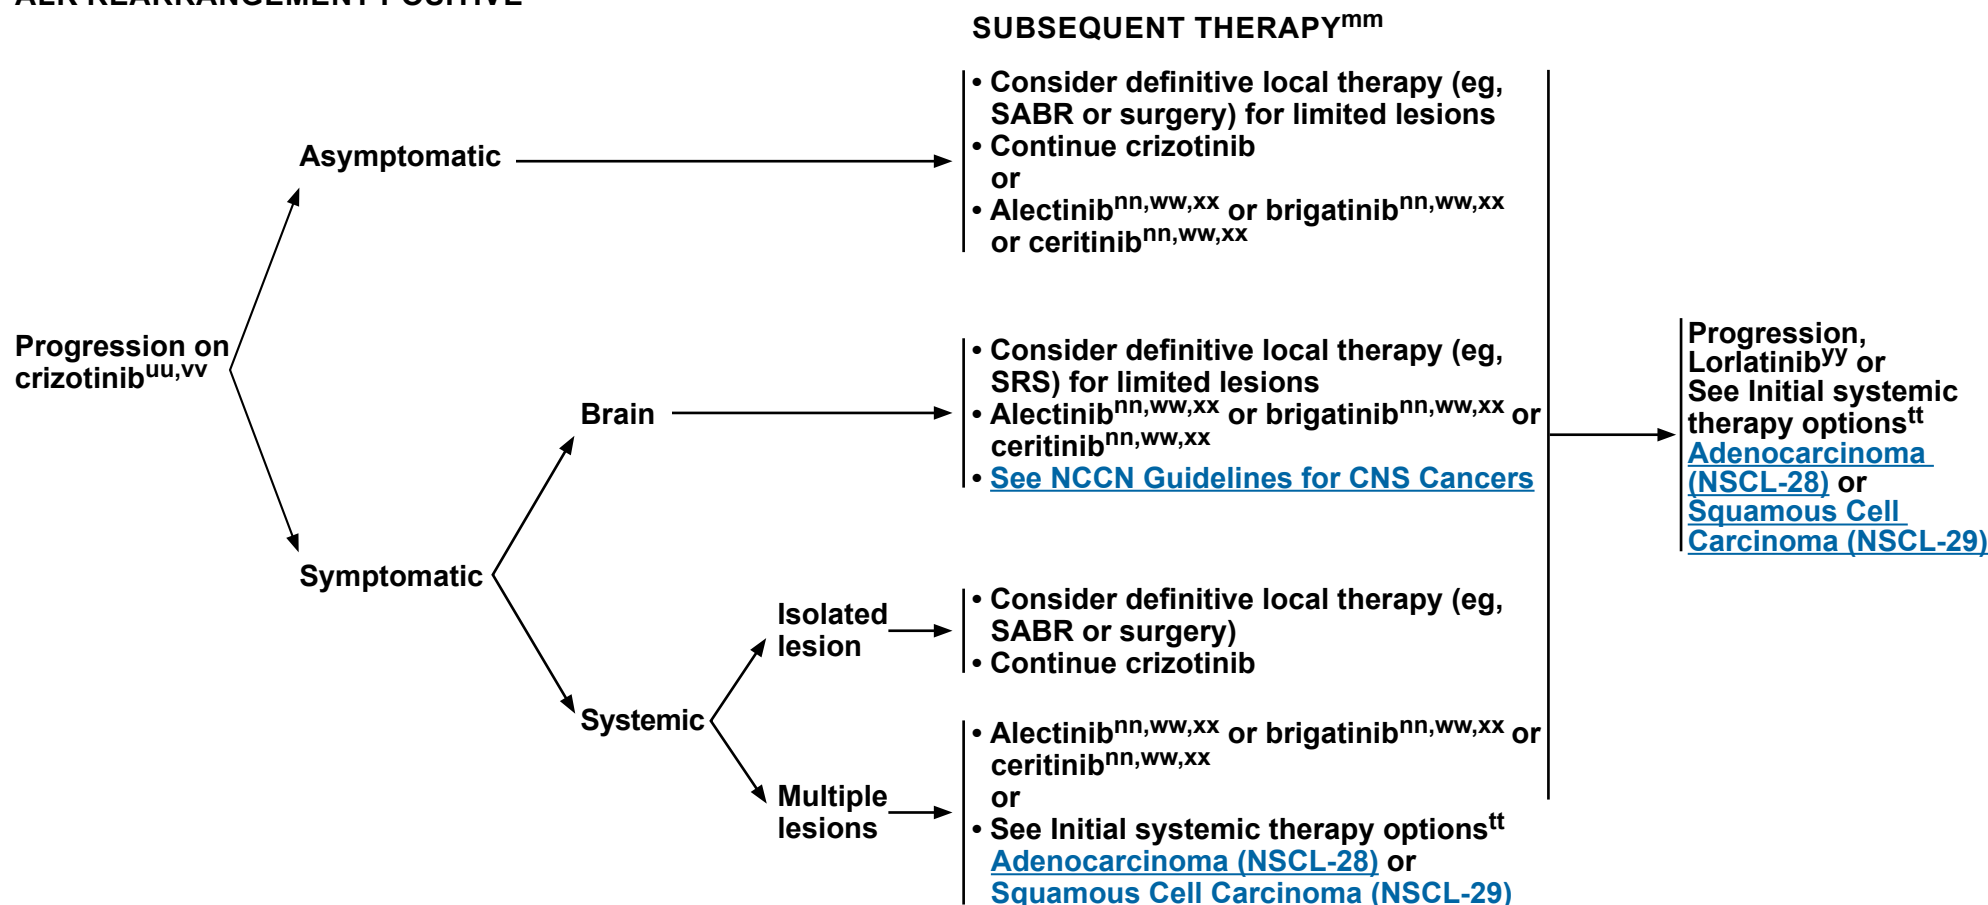 ALK REARRANGEMENT POSITIVE
SUBSEQUENT THERAPYmm
Progression on
crizotinibuu,vv
Asymptomatic
• Consider definitive local therapy (eg,
SABR or surgery) for limited lesions
• Continue crizotinib
or
• Alectinibnn,ww,xx or brigatinibnn,ww,xx
or ceritinibnn,ww,xx
Symptomatic
Brain
• Consider definitive local therapy (eg,
SRS) for limited lesions
• Alectinibnn,ww,xx or brigatinibnn,ww,xx or
ceritinibnn,ww,xx
• See NCCN Guidelines for CNS Cancers
Systemic
Isolated
lesion
• Consider definitive local therapy (eg,
SABR or surgery)
• Continue crizotinib
Multiple
lesions
• Alectinibnn,ww,xx or brigatinibnn,ww,xx or
ceritinibnn,ww,xx
or
• See Initial systemic therapy optionstt
Adenocarcinoma (NSCL-28) or
Squamous Cell Carcinoma (NSCL-29)
Progression,
Lorlatinibyy or
See Initial systemic
therapy optionstt
Adenocarcinoma
(NSCL-28) or
Squamous Cell
Carcinoma (NSCL-29)